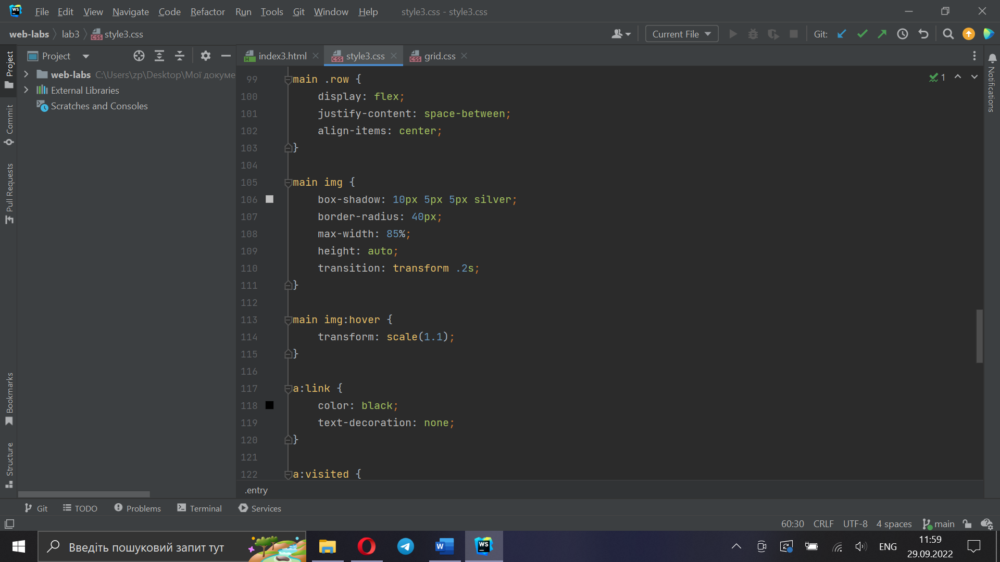 WS File Edit View Navigate Code Refactor Run Tools Git Window Help style3.css - style3.css
web-labs lab3 CSS style3.css Current File Git:
Project
Project
H index3.html CSS style3.css CSS grid.css
web-labs C:\Users\zp\Desktop\Мої докуме
External Libraries
Scratches and Consoles
Commit
Pull Requests
Bookmarks
Structure
99 main .row {
100 display: flex;
101 justify-content: space-between;
102 align-items: center;
103 }
104
105 main img {
106 box-shadow: 10px 5px 5px silver;
107 border-radius: 40px;
108 max-width: 85%;
109 height: auto;
110 transition: transform .2s;
111 }
112
113 main img:hover {
114 transform: scale(1.1);
115 }
116
117 a:link {
118 color: black;
119 text-decoration: none;
120 }
121
122 a:visited {
1
Notifications
.entry
Git TODO Problems Terminal Services
60:30 CRLF UTF-8 4 spaces main
Введіть пошуковий запит тут W WS ENG 11:59
29.09.2022